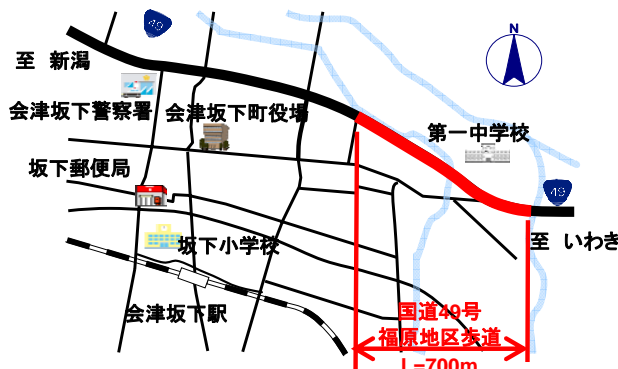 49
N
至 新潟
会津坂下警察署
会津坂下町役場
第一中学校
坂下郵便局
49
坂下小学校
至 いわき
会津坂下駅
国道49号
福原地区歩道
L=700m